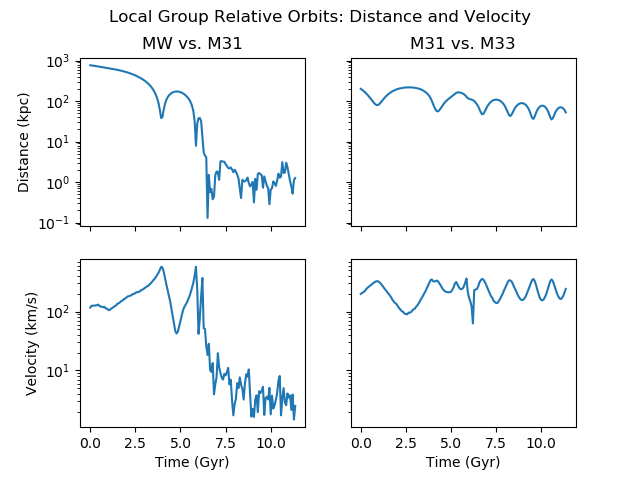 Local Group Relative Orbits: Distance and Velocity
MW vs. M31
M31 vs. M33
Distance (kpc)
10³
10²
10¹
10⁰
10⁻¹
Velocity (km/s)
10²
10¹
0.0 2.5 5.0 7.5 10.0
0.0 2.5 5.0 7.5 10.0
Time (Gyr)
Time (Gyr)